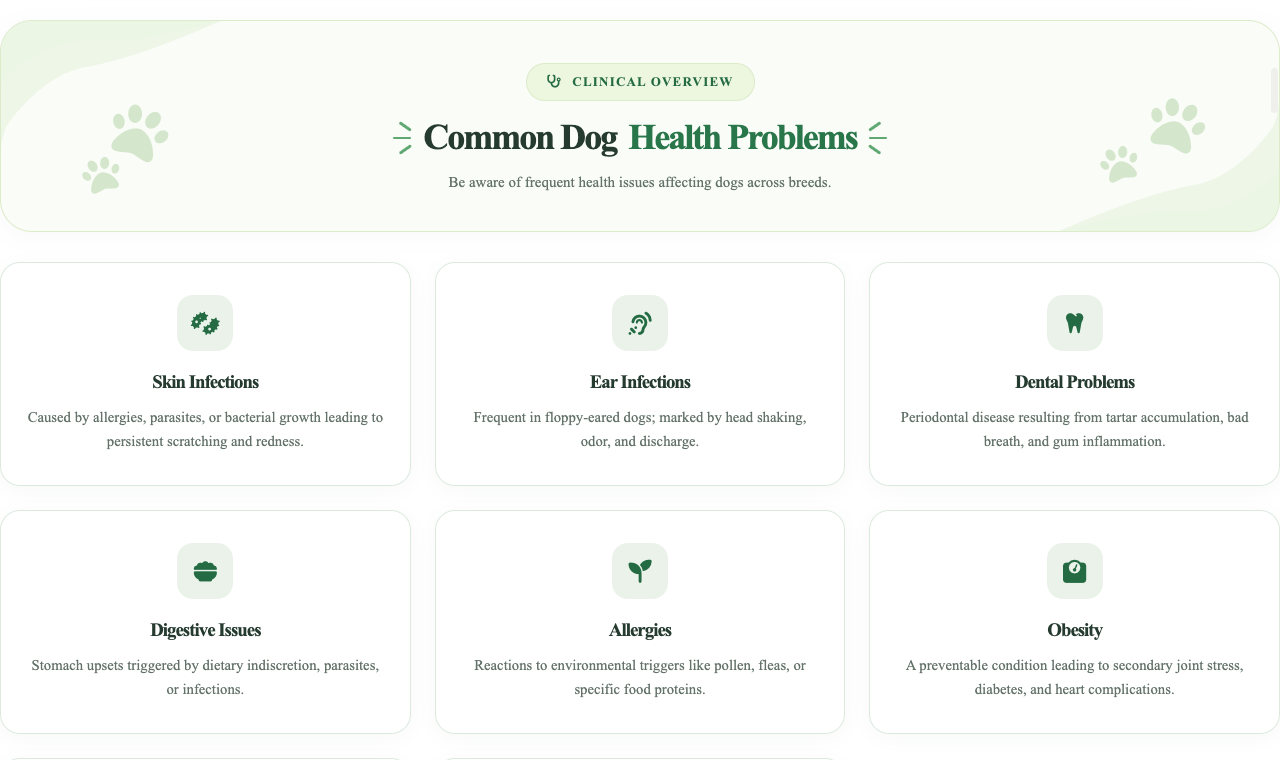 CLINICAL OVERVIEW
Common Dog Health Problems
Be aware of frequent health issues affecting dogs across breeds.
Skin Infections
Caused by allergies, parasites, or bacterial growth leading to
persistent scratching and redness.
Ear Infections
Frequent in floppy-eared dogs; marked by head shaking,
odor, and discharge.
Dental Problems
Periodontal disease resulting from tartar accumulation, bad
breath, and gum inflammation.
Digestive Issues
Stomach upsets triggered by dietary indiscretion, parasites,
or infections.
Allergies
Reactions to environmental triggers like pollen, fleas, or
specific food proteins.
Obesity
A preventable condition leading to secondary joint stress,
diabetes, and heart complications.